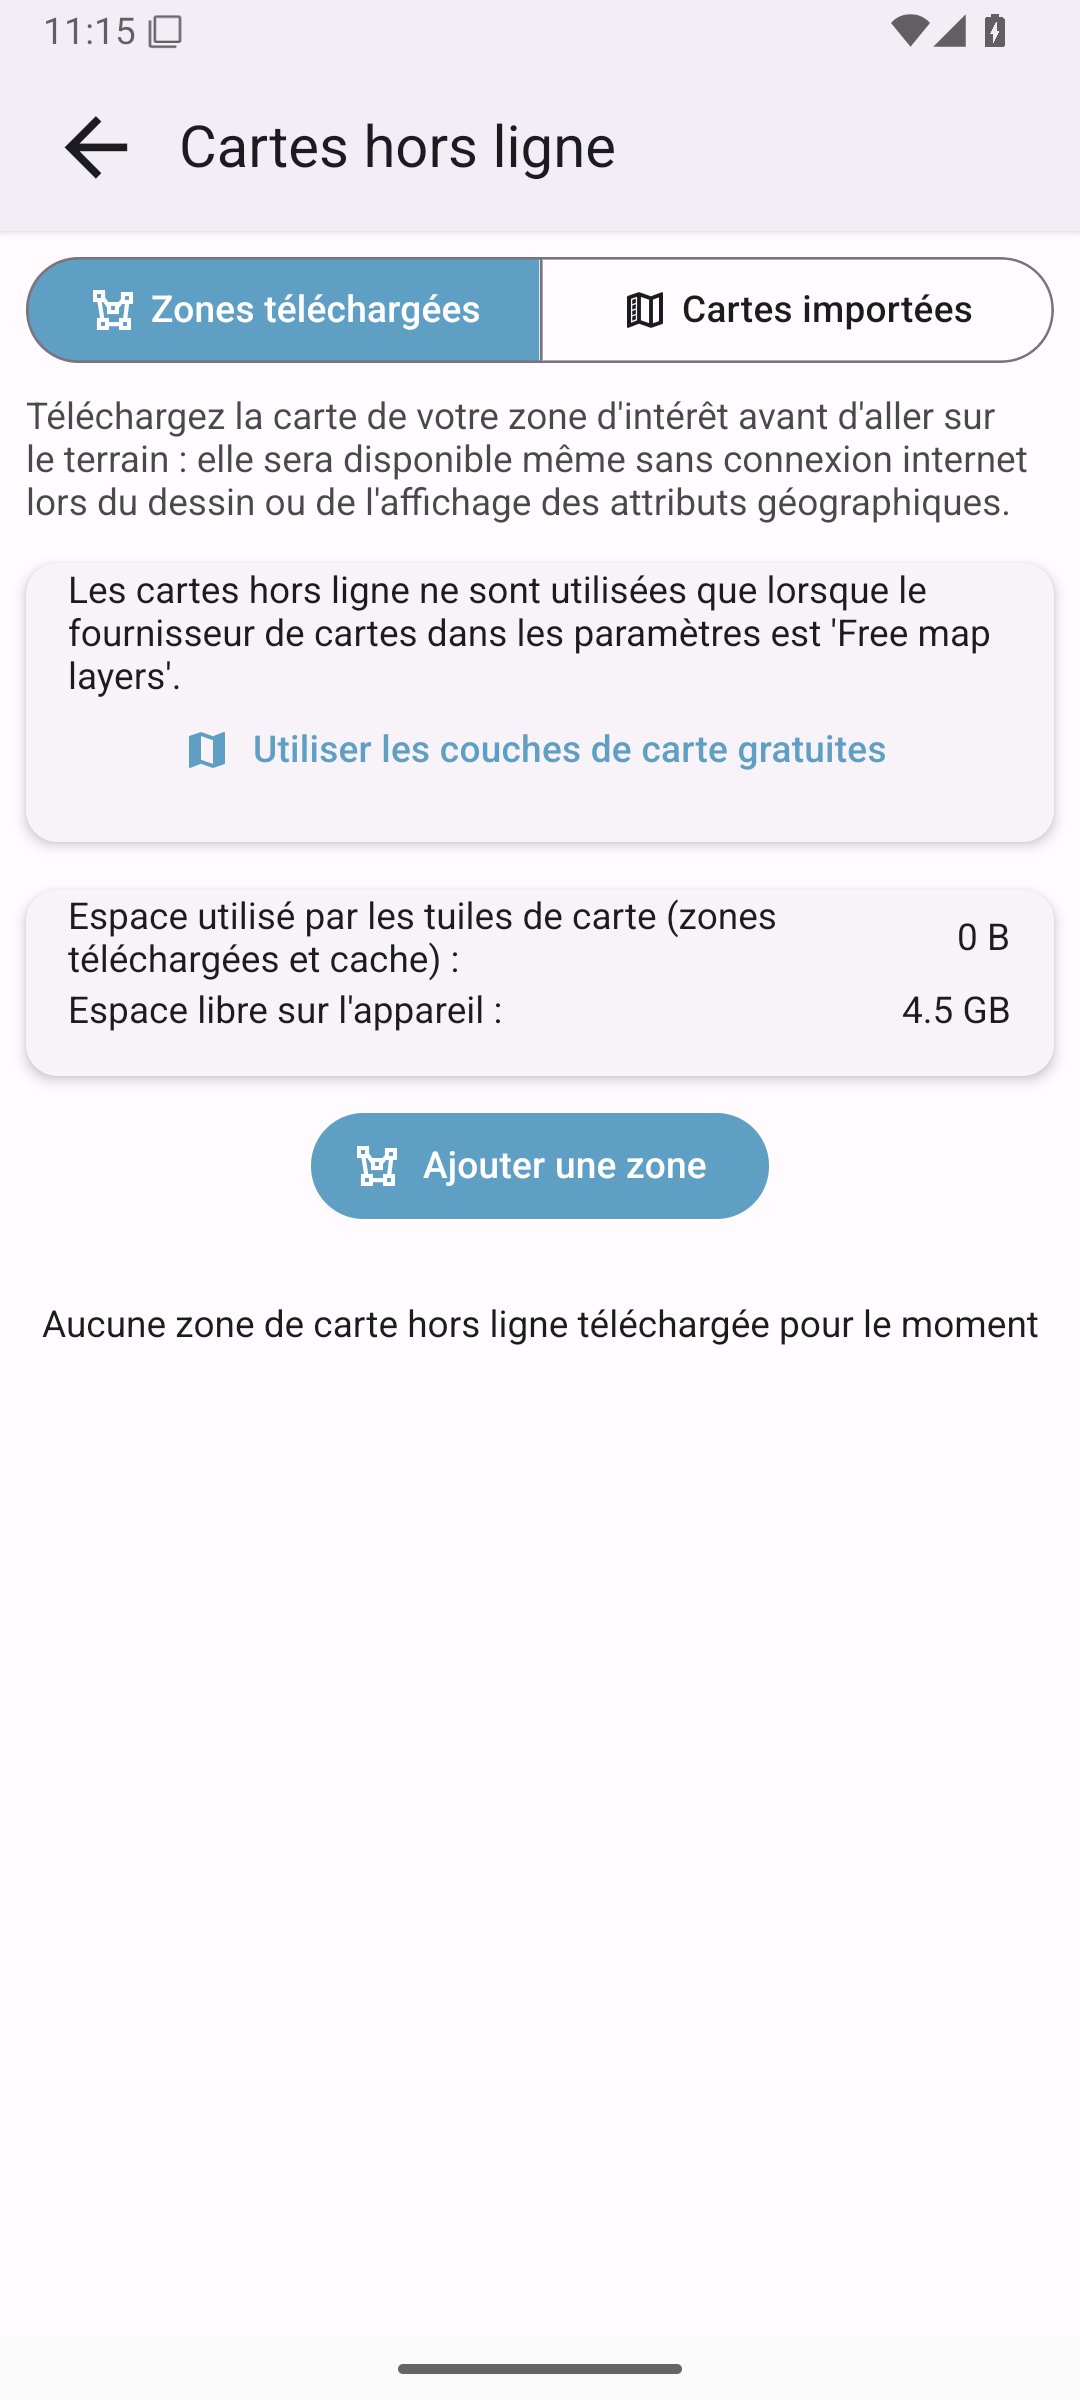 11:15
Cartes hors ligne
Zones téléchargées
Cartes importées
Téléchargez la carte de votre zone d'intérêt avant d'aller sur
le terrain : elle sera disponible même sans connexion internet
lors du dessin ou de l'affichage des attributs géographiques.
Les cartes hors ligne ne sont utilisées que lorsque le
fournisseur de cartes dans les paramètres est 'Free map
layers'.
Utiliser les couches de carte gratuites
Espace utilisé par les tuiles de carte (zones
téléchargées et cache) :
0 B
Espace libre sur l'appareil :
4.5 GB
Ajouter une zone
Aucune zone de carte hors ligne téléchargée pour le moment